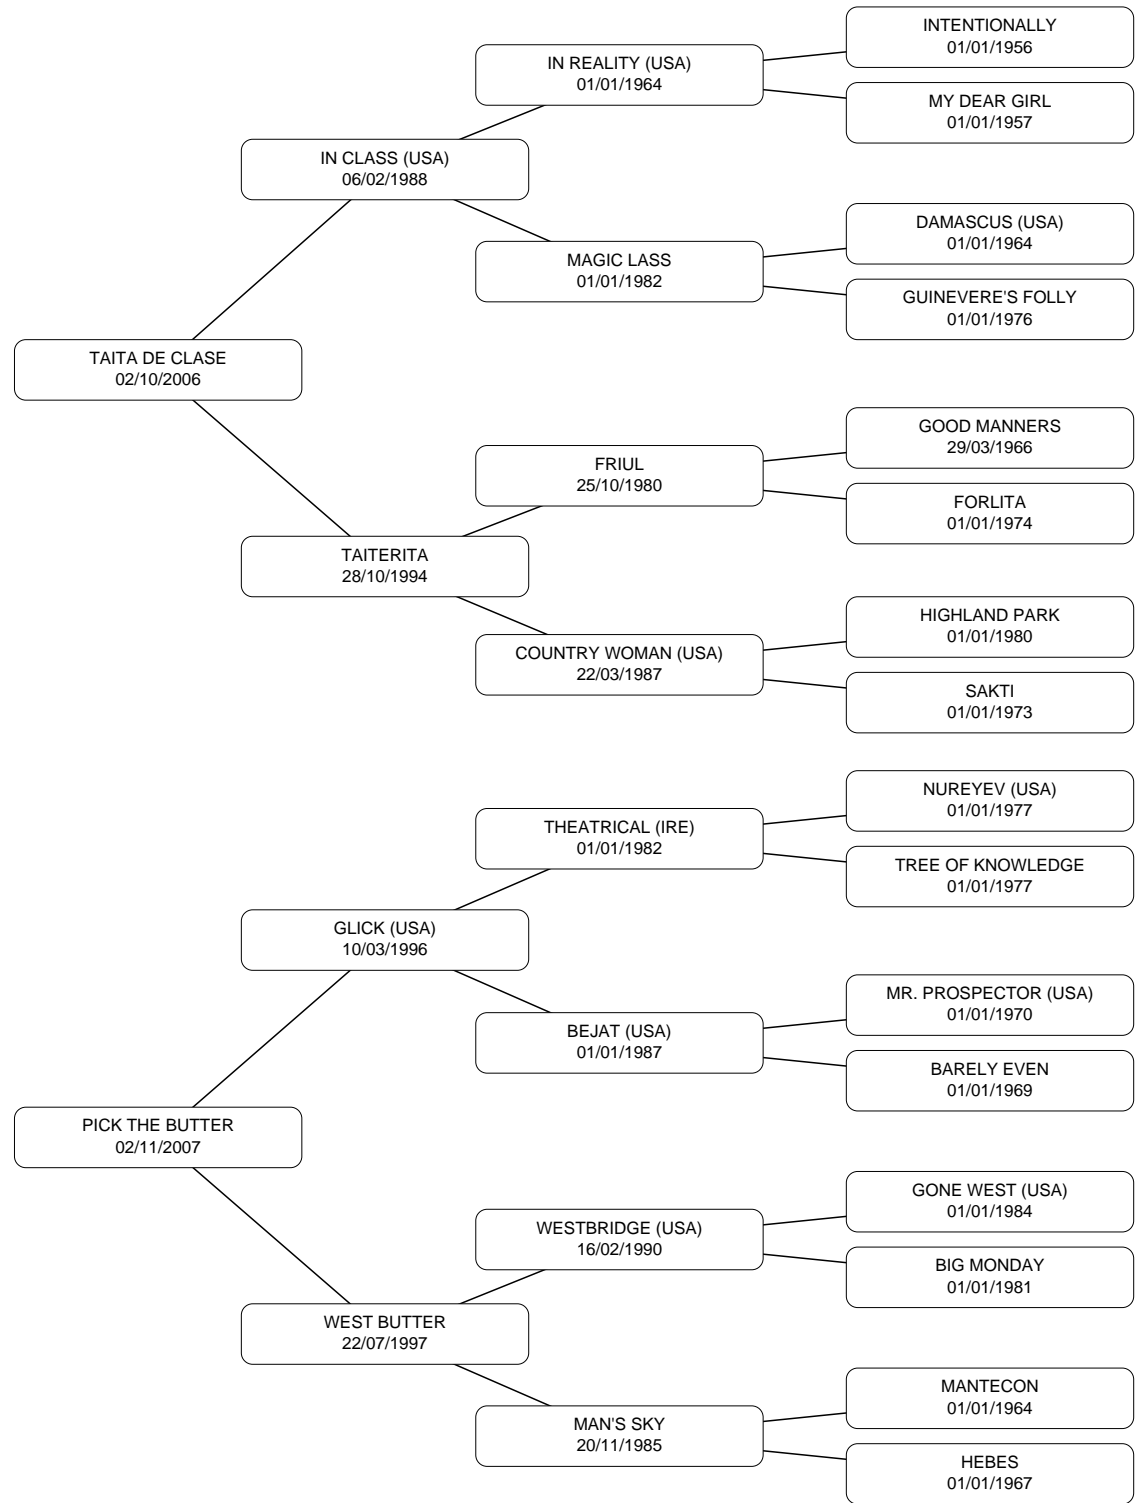 INTENTIONALLY
01/01/1956
IN REALITY (USA)
01/01/1964
MY DEAR GIRL
01/01/1957
IN CLASS (USA)
06/02/1988
DAMASCUS (USA)
01/01/1964
MAGIC LASS
01/01/1982
GUINEVERE'S FOLLY
01/01/1976
TAITA DE CLASE
02/10/2006
GOOD MANNERS
29/03/1966
FRIUL
25/10/1980
FORLITA
01/01/1974
TAITERITA
28/10/1994
HIGHLAND PARK
01/01/1980
COUNTRY WOMAN (USA)
22/03/1987
SAKTI
01/01/1973
NUREYEV (USA)
01/01/1977
THEATRICAL (IRE)
01/01/1982
TREE OF KNOWLEDGE
01/01/1977
GLICK (USA)
10/03/1996
MR. PROSPECTOR (USA)
01/01/1970
BEJAT (USA)
01/01/1987
BARELY EVEN
01/01/1969
PICK THE BUTTER
02/11/2007
GONE WEST (USA)
01/01/1984
WESTBRIDGE (USA)
16/02/1990
BIG MONDAY
01/01/1981
WEST BUTTER
22/07/1997
MANTECON
01/01/1964
MAN'S SKY
20/11/1985
HEBES
01/01/1967